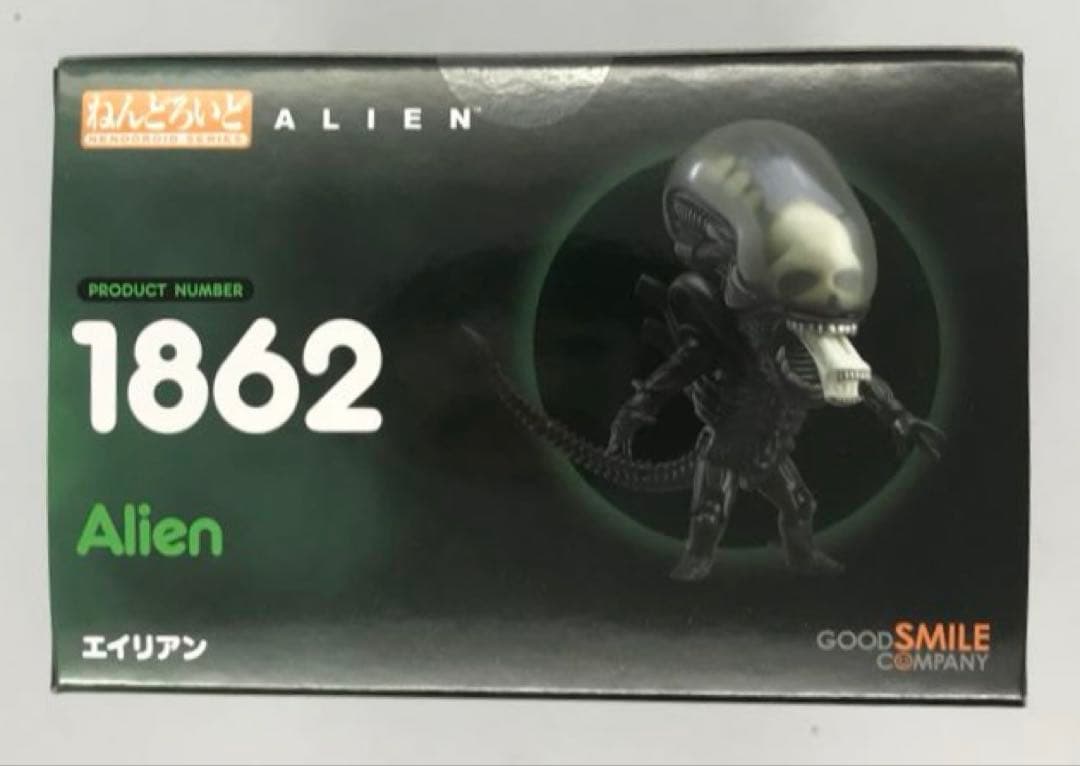 ねんどろいど
NENDOROID SERIES
ALIEN™
PRODUCT NUMBER
1862
Alien
エイリアン
GOOD SMILE
COMPANY